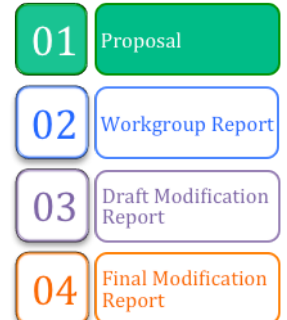 01 Proposal
02 Workgroup Report
03 Draft Modification
Report
04 Final Modification
Report